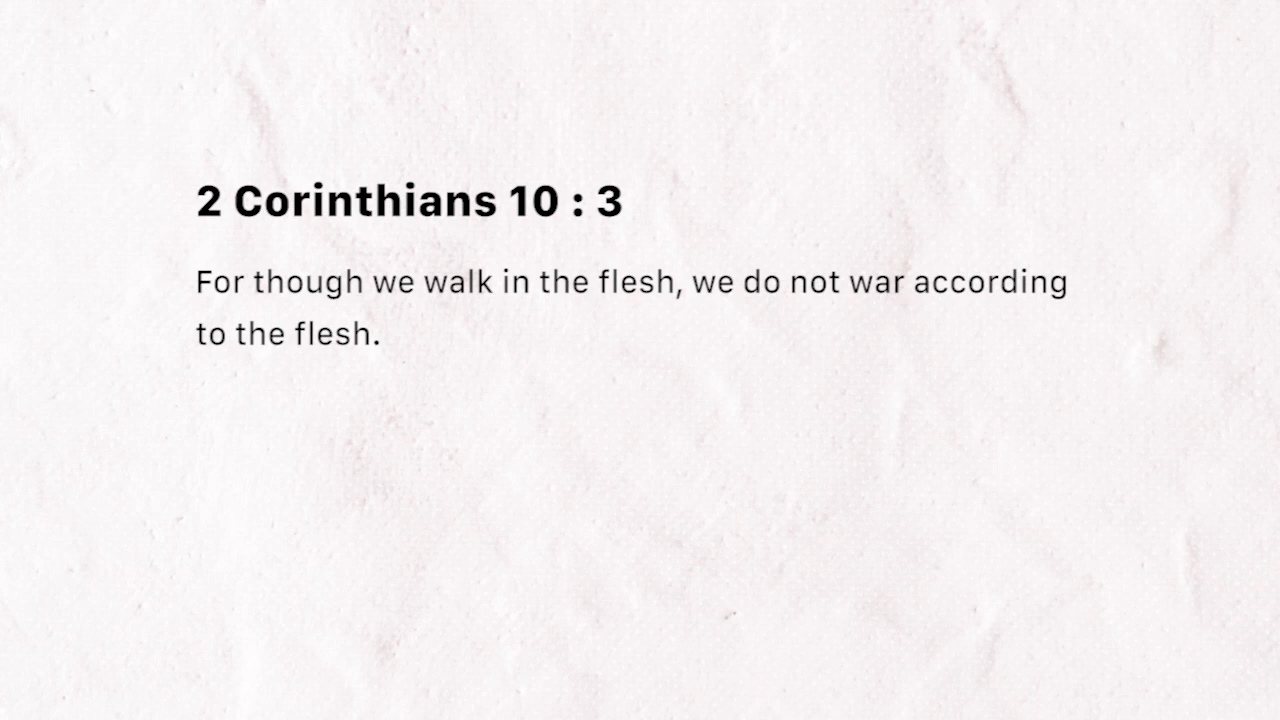 2 Corinthians 10 : 3
For though we walk in the flesh, we do not war according
to the flesh.